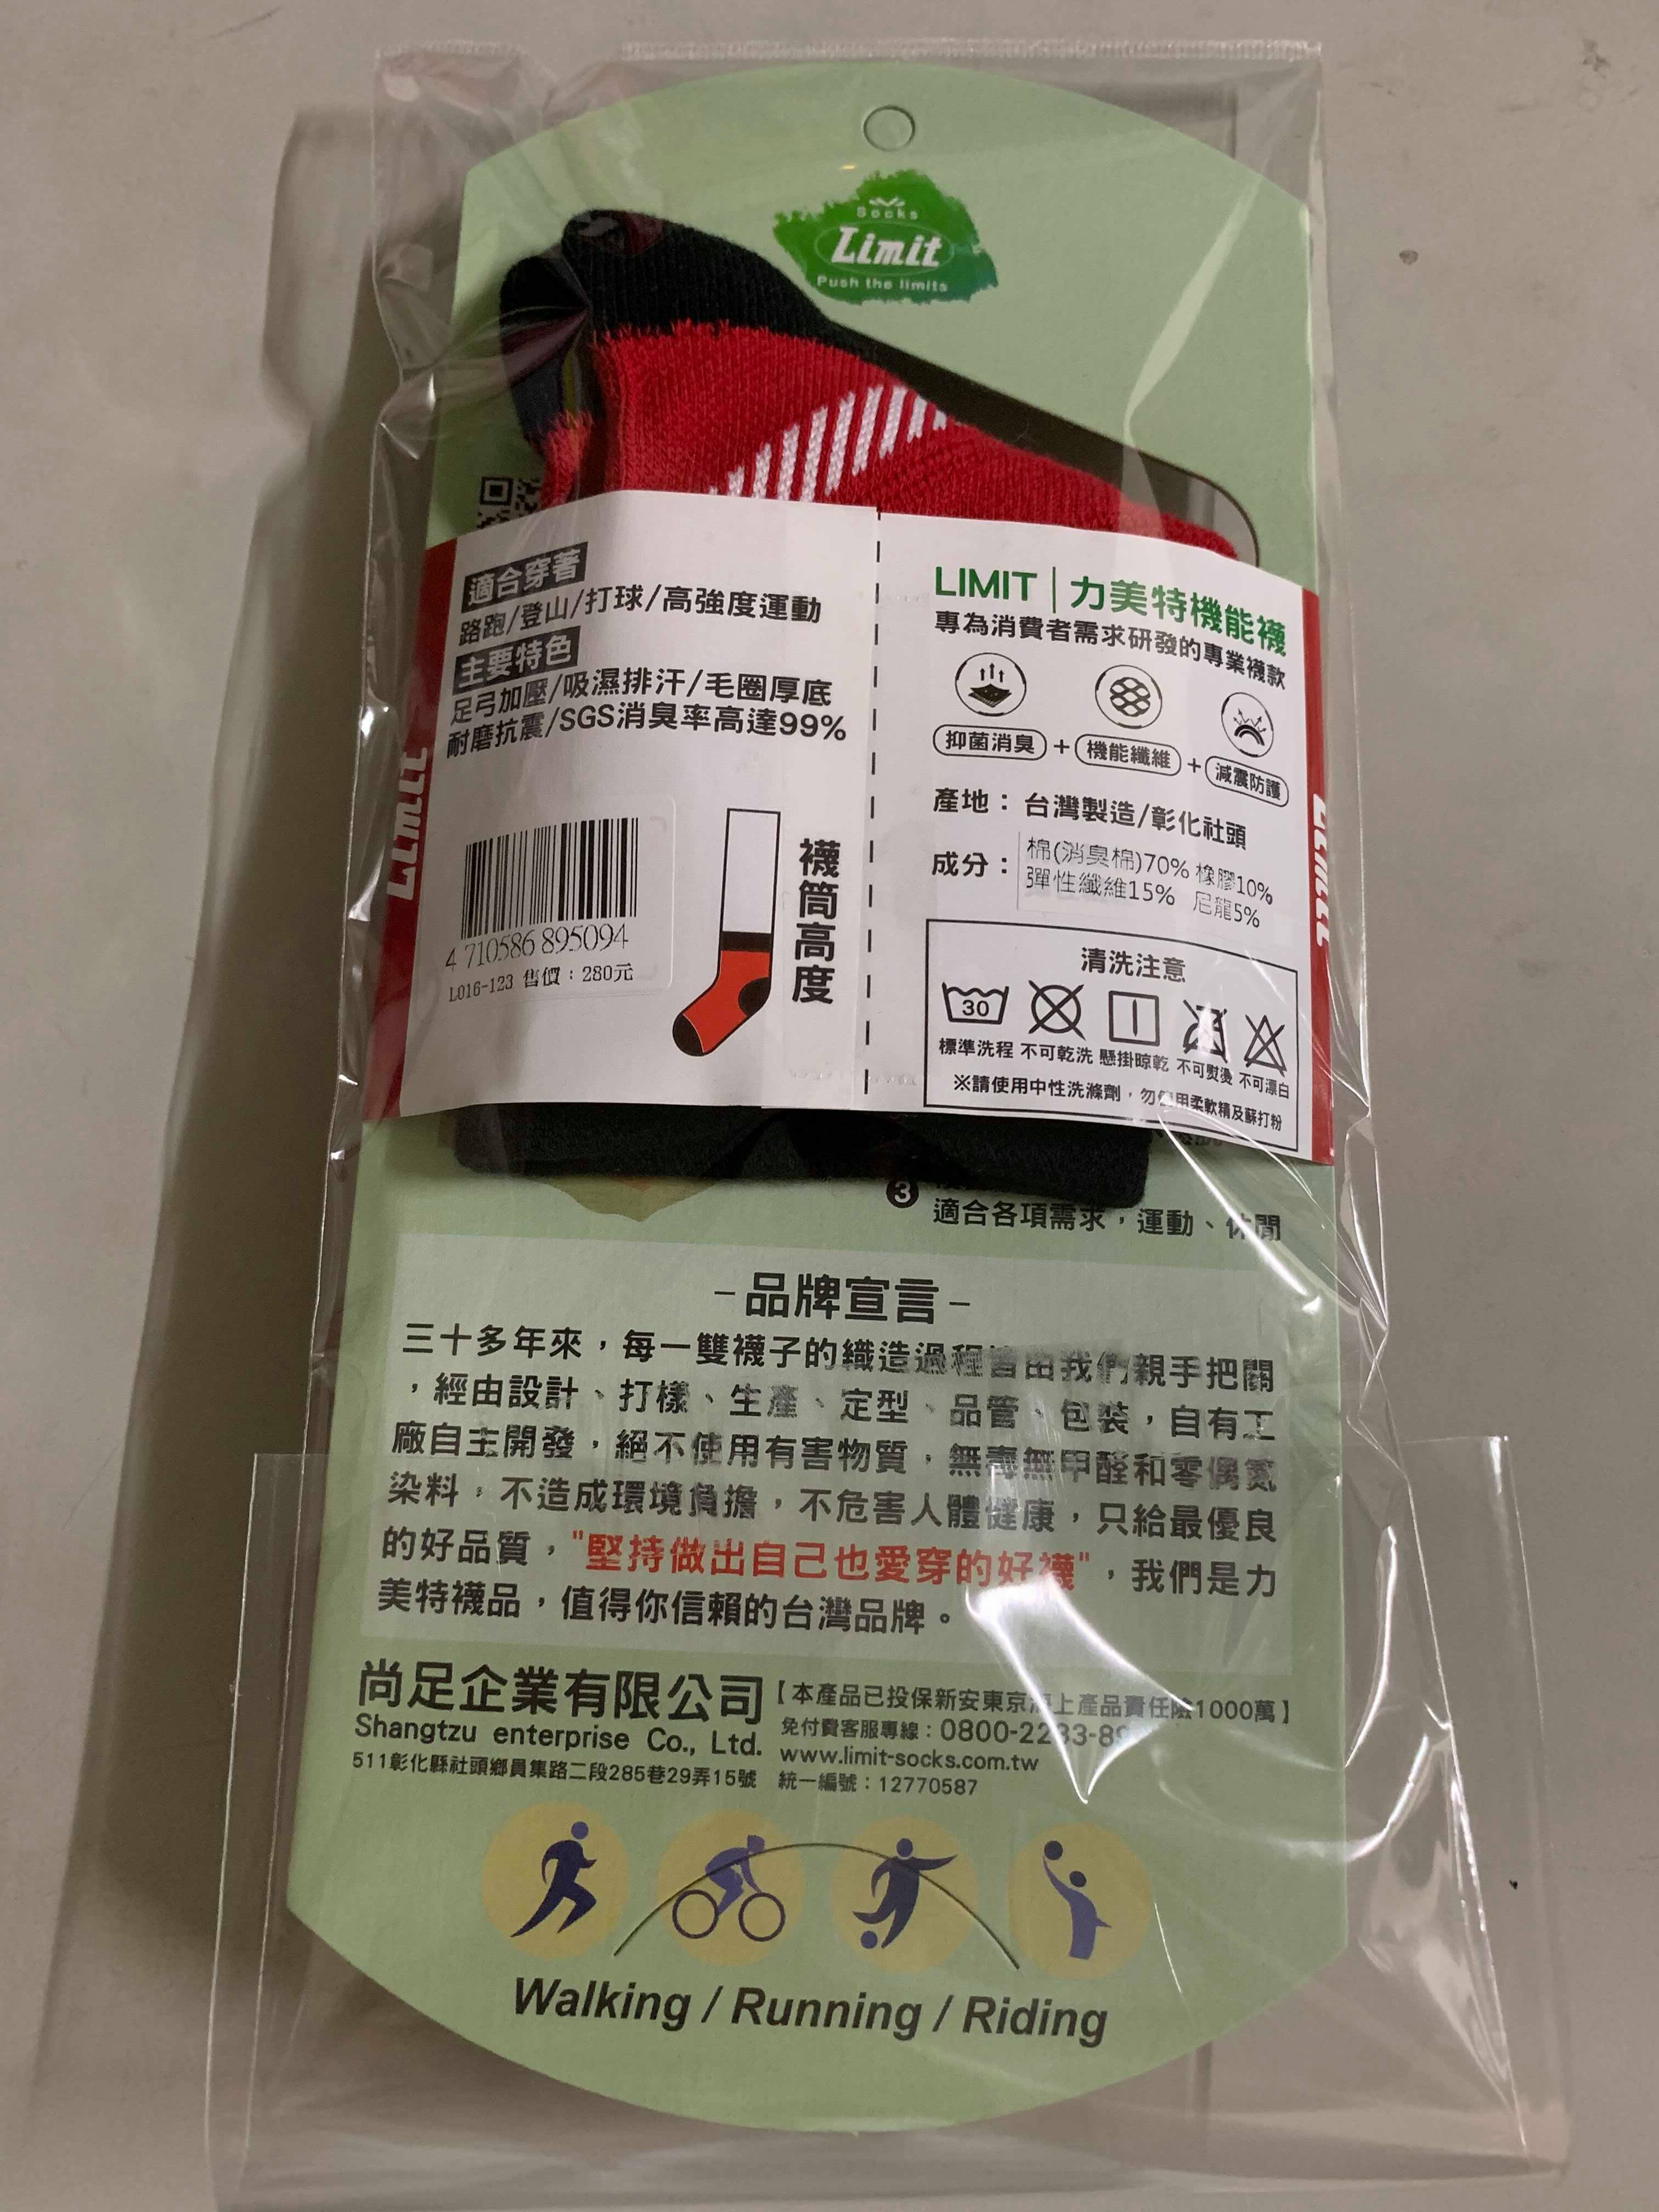 Socks
Limit
Push the limits
適合穿著
路跑/登山/打球/高強度運動
主要特色
足弓加壓/吸濕排汗/毛圈厚底
耐磨抗震/SGS消臭率高達99%
4 710586 895094
L016-123 售價：280元
襪筒高度
LIMIT | 力美特機能襪
專為消費者需求研發的專業襪款
抑菌消臭 + 機能纖維 + 減震防護
產地：台灣製造/彰化社頭
成分：棉(消臭棉)70% 橡膠10%
彈性纖維15% 尼龍5%
清洗注意
30
標準洗程 不可乾洗 懸掛晾乾 不可熨燙 不可漂白
※請使用中性洗滌劑，勿使用柔軟精及蘇打粉
Limit
Limit
3
適合各項需求，運動、休閒
-品牌宣言-
三十多年來，每一雙襪子的織造過程皆由我們親手把關
，經由設計、打樣、生產、定型、品管、包裝，自有工
廠自主開發，絕不使用有害物質，無毒無甲醛和零偶氮
染料，不造成環境負擔，不危害人體健康，只給最優良
的好品質，"堅持做出自己也愛穿的好襪"，我們是力
美特襪品，值得你信賴的台灣品牌。
尚足企業有限公司
Shangtzu enterprise Co., Ltd.
511彰化縣社頭鄉員集路二段285巷29弄15號
【本產品已投保新安東京海上產品責任險1000萬】
免付費客服專線：0800-2233-8
www.limit-socks.com.tw
統一編號：12770587
Walking / Running / Riding